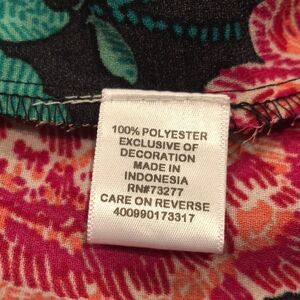 100% POLYESTER
EXCLUSIVE OF
DECORATION
MADE IN
INDONESIA
RN#73277
CARE ON REVERSE
400990173317